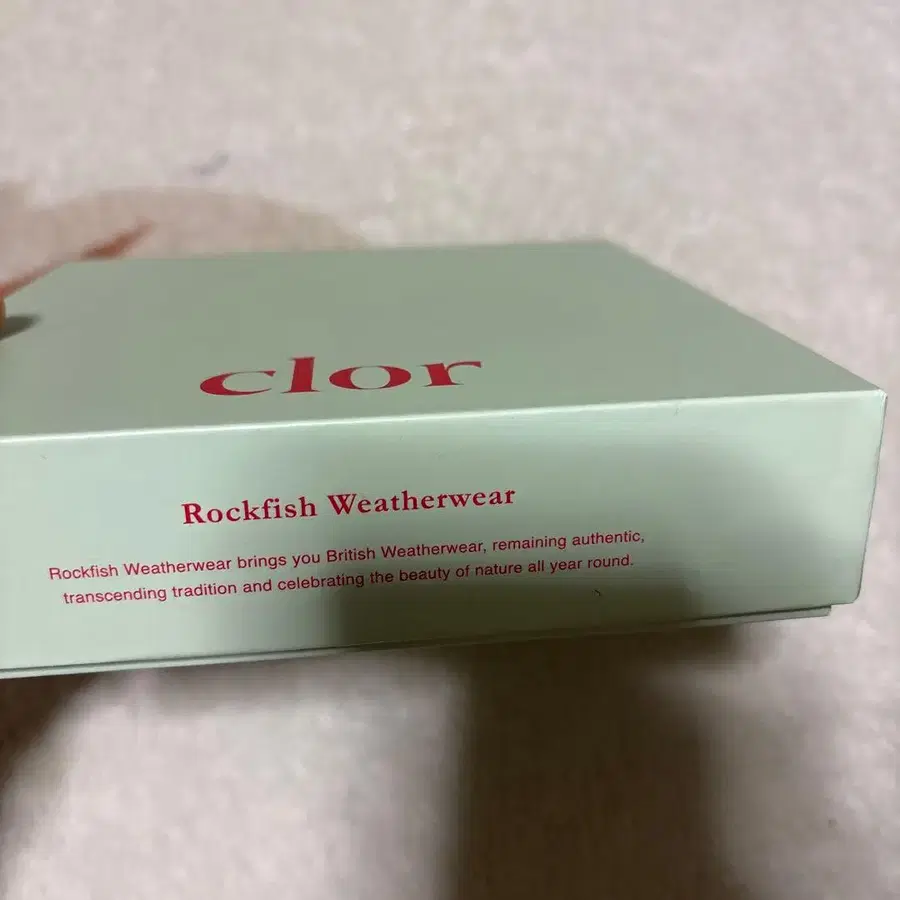 clor
Rockfish Weatherwear
Rockfish Weatherwear brings you British Weatherwear, remaining authentic,
transcending tradition and celebrating the beauty of nature all year round.